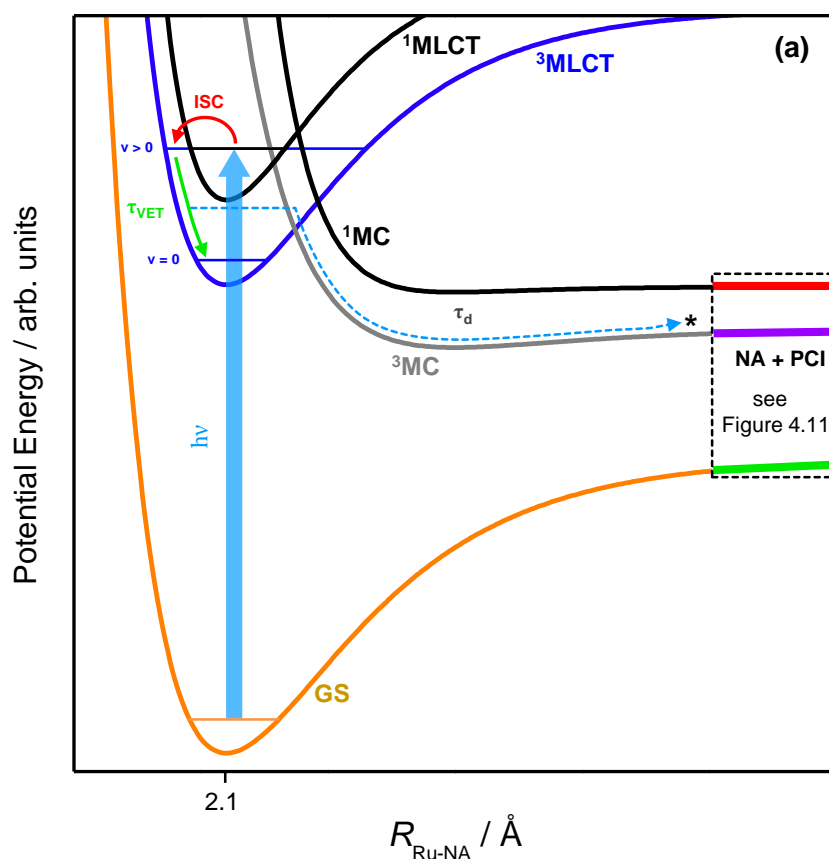 (a)
¹MLCT
³MLCT
ISC
v > 0
τVET
v = 0
¹MC
τd
*
³MC
NA + PCI
see
Figure 4.11
hν
GS
Potential Energy / arb. units
2.1
RRu-NA / Å